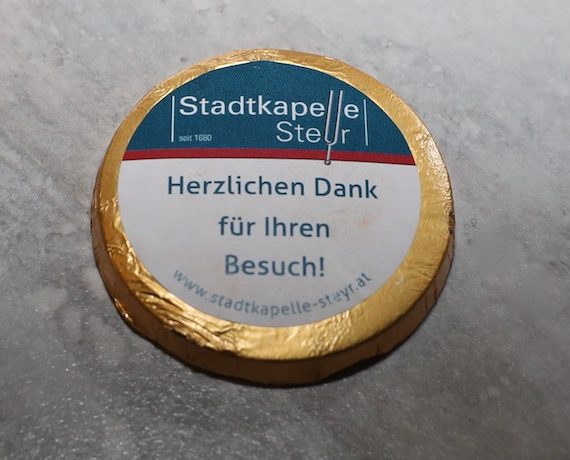 Stadtkapelle
Steyr
seit 1680
Herzlichen Dank
für Ihren
Besuch!
www.stadtkapelle-steyr.at